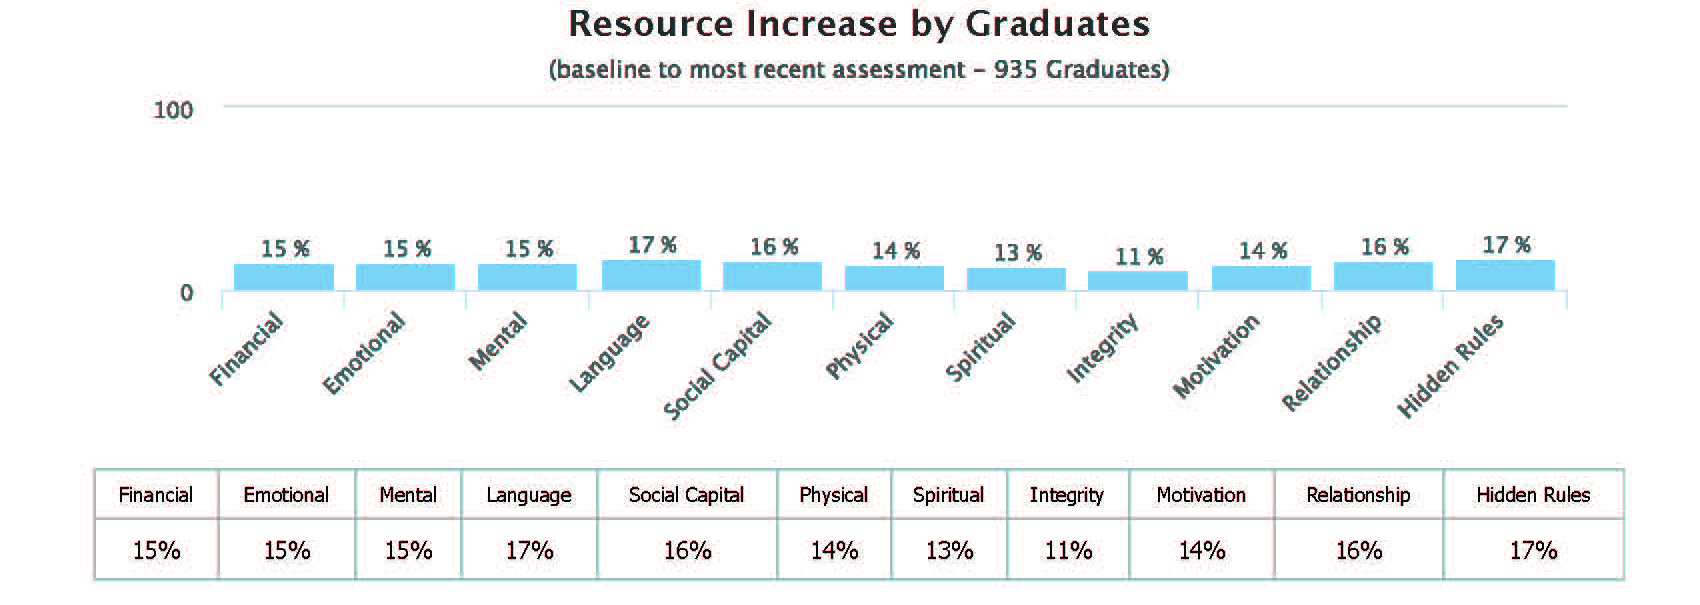 Resource Increase by Graduates
(baseline to most recent assessment – 935 Graduates)
100
15 % 15 % 15 % 17 % 16 % 14 % 13 % 11 % 14 % 16 % 17 %
0
Financial Emotional Mental Language Social Capital Physical Spiritual Integrity Motivation Relationship Hidden Rules
Financial Emotional Mental Language Social Capital Physical Spiritual Integrity Motivation Relationship Hidden Rules
15% 15% 15% 17% 16% 14% 13% 11% 14% 16% 17%